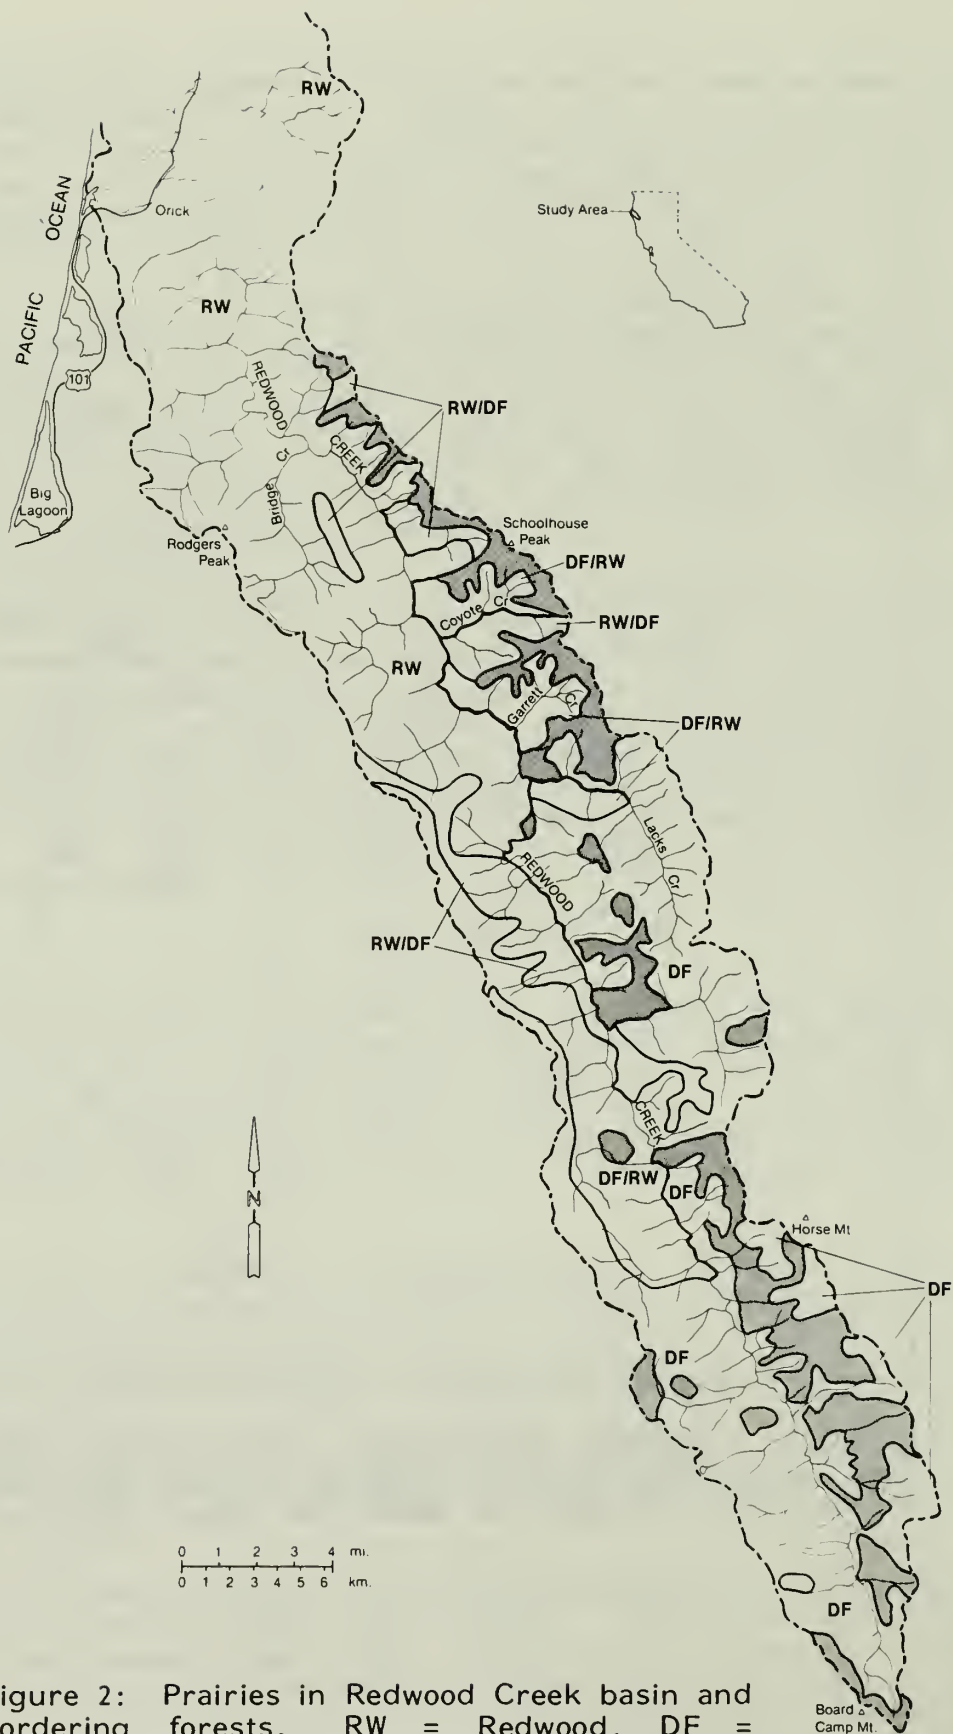 RW
PACIFIC OCEAN
Orick
Study Area
RW
101
REDWOOD
RW/DF
CREEK
Cr
Bridge
Big
Lagoon
Rodgers
Peak
Schoolhouse
Peak
DF/RW
Coyote Cr
RW/DF
RW
Garrett Cr
DF/RW
Lacks Cr
REDWOOD
RW/DF
DF
CREEK
N
DF/RW
DF
Horse Mt
DF
DF
0 1 2 3 4 mi.
0 1 2 3 4 5 6 km.
DF
Board
Camp Mt.
igure 2: Prairies in Redwood Creek basin and
ordering forests. RW = Redwood, DF =